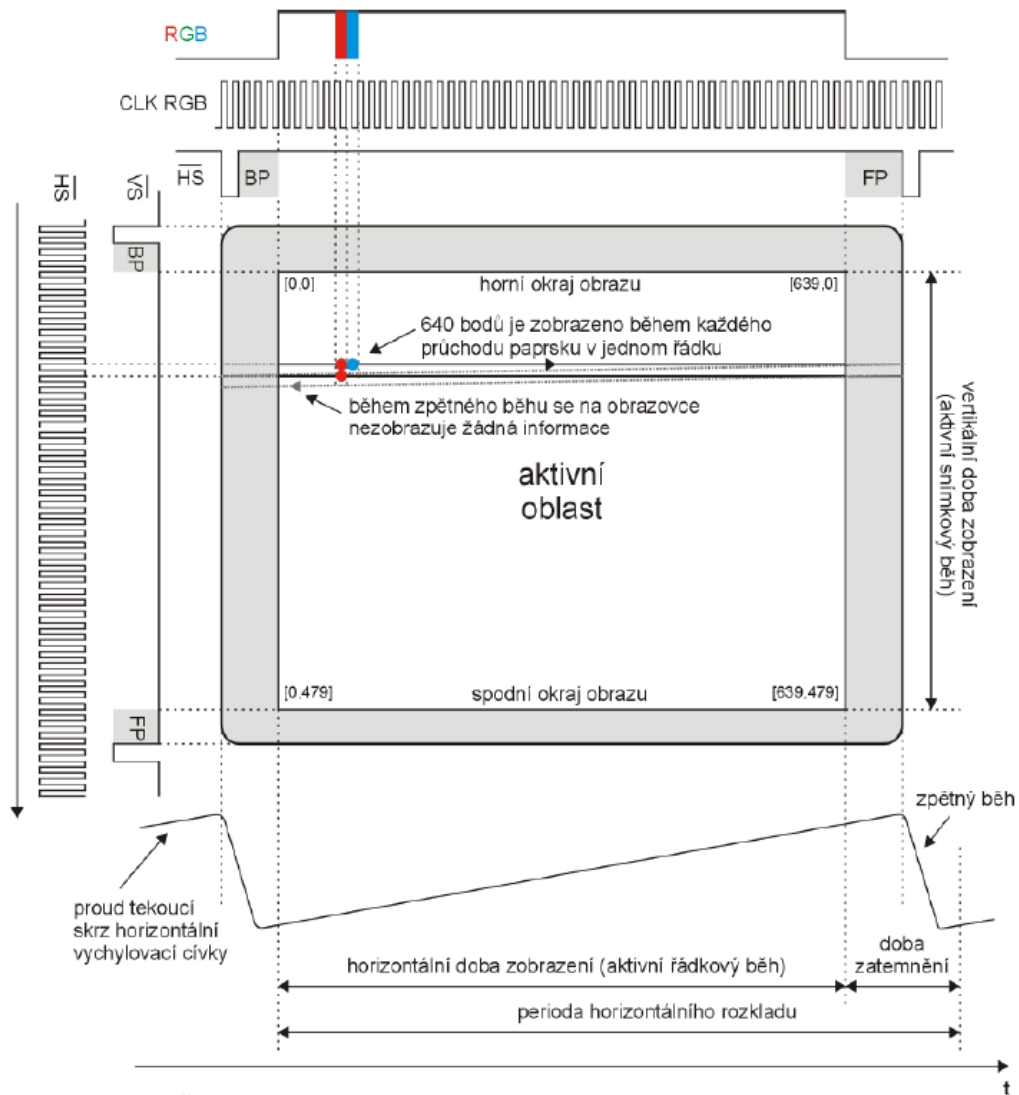 RGB
CLK RGB
HS
BP
FP
HS
VS
BP
[0,0]
horní okraj obrazu
[639,0]
640 bodů je zobrazeno během každého
průchodu paprsku v jednom řádku
během zpětného běhu se na obrazovce
nezobrazuje žádná informace
aktivní
oblast
vertikální doba zobrazení
(aktivní snímkový běh)
[0,479]
spodní okraj obrazu
[639,479]
FP
zpětný běh
proud tekoucí
skrz horizontální
vychylovací cívky
horizontální doba zobrazení (aktivní řádkový běh)
doba
zatemnění
perioda horizontálního rozkladu
t